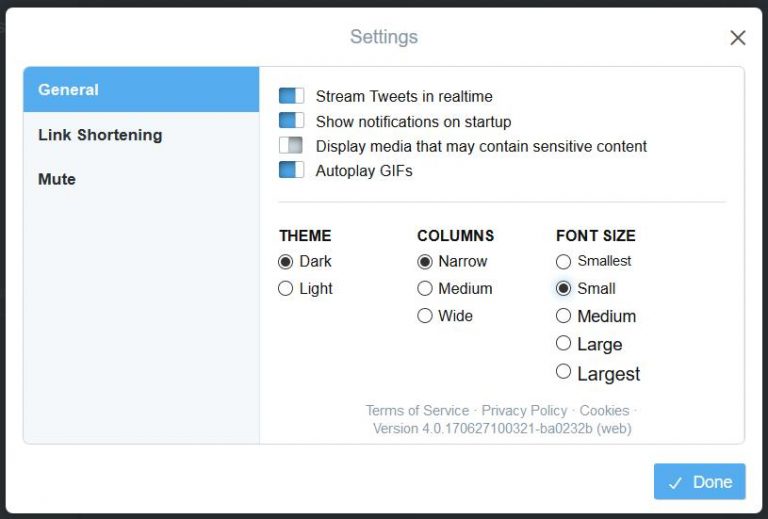 Settings
General
Link Shortening
Mute
Stream Tweets in realtime
Show notifications on startup
Display media that may contain sensitive content
Autoplay GIFs
THEME
Dark
Light
COLUMNS
Narrow
Medium
Wide
FONT SIZE
Smallest
Small
Medium
Large
Largest
Terms of Service · Privacy Policy · Cookies ·
Version 4.0.170627100321-ba0232b (web)
Done